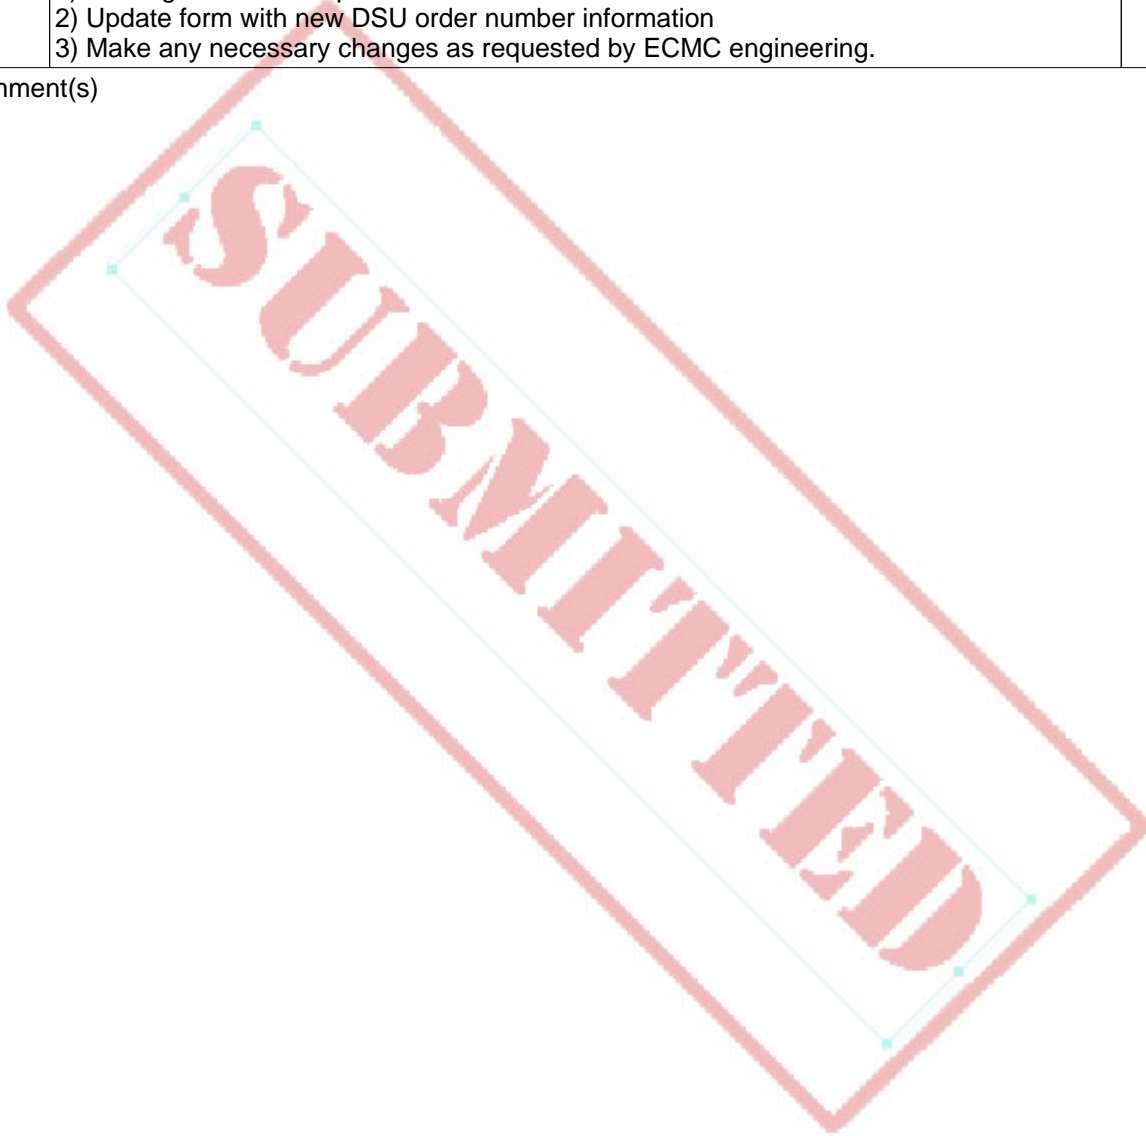 2) Update form with new DSU order number information
3) Make any necessary changes as requested by ECMC engineering.
nment(s)
SUBMITTED